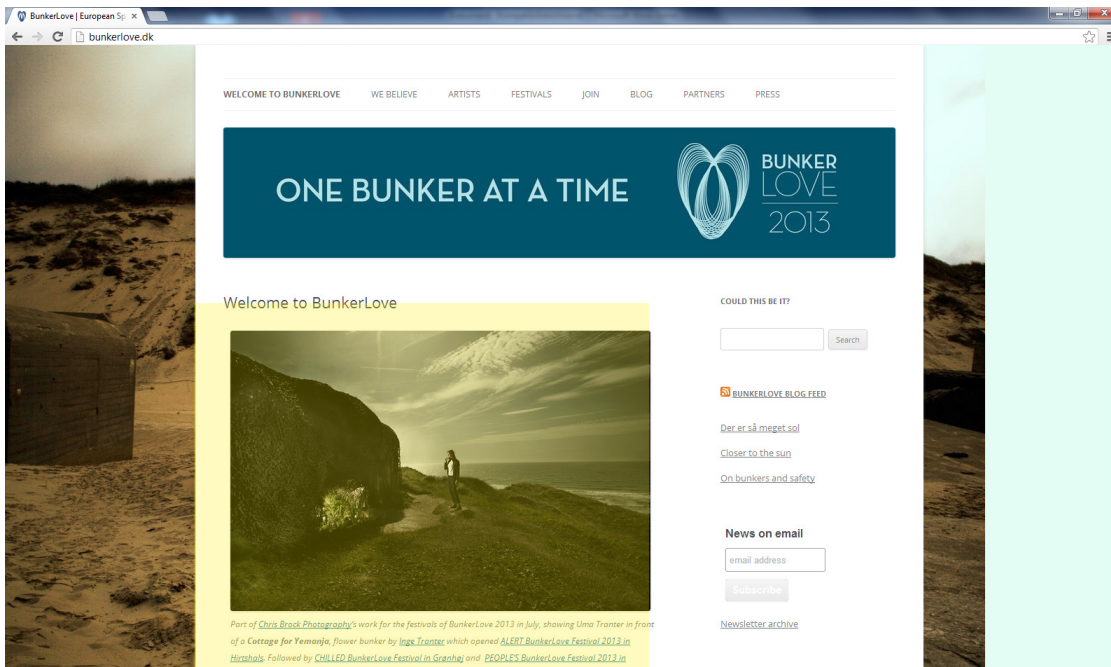 BunkerLove | European Sp
bunkerlove.dk
WELCOME TO BUNKERLOVE WE BELIEVE ARTISTS FESTIVALS JOIN BLOG PARTNERS PRESS
ONE BUNKER AT A TIME
BUNKER
LOVE
2013
Welcome to BunkerLove
Part of Chris Brock Photography's work for the festivals of BunkerLove 2013 in July, showing Uma Tranter in front
of a Cottage for Yemanja, flower bunker by Inge Tranter which opened ALERT BunkerLove Festival 2013 in
Hirtshals. Followed by CHILLED BunkerLove Festival in Grønhøj and PEOPLE'S BunkerLove Festival 2013 in
COULD THIS BE IT?
Search
BUNKERLOVE BLOG FEED
Der er så meget sol
Closer to the sun
On bunkers and safety
News on email
email address
Subscribe
Newsletter archive